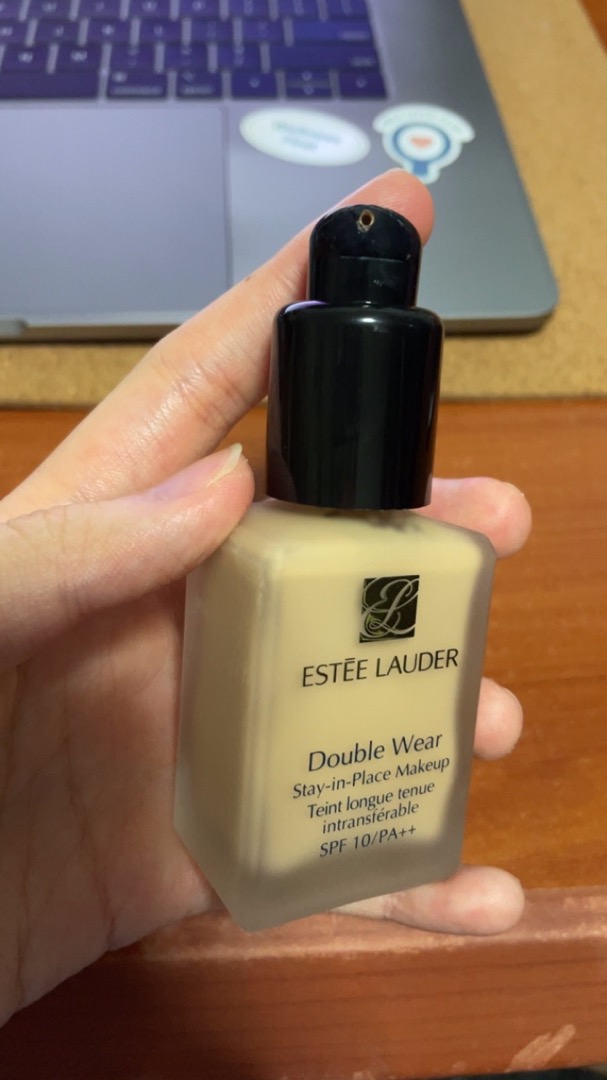 ESTĒE LAUDER
Double Wear
Stay-in-Place Makeup
Teint longue tenue
intransférable
SPF 10/PA++